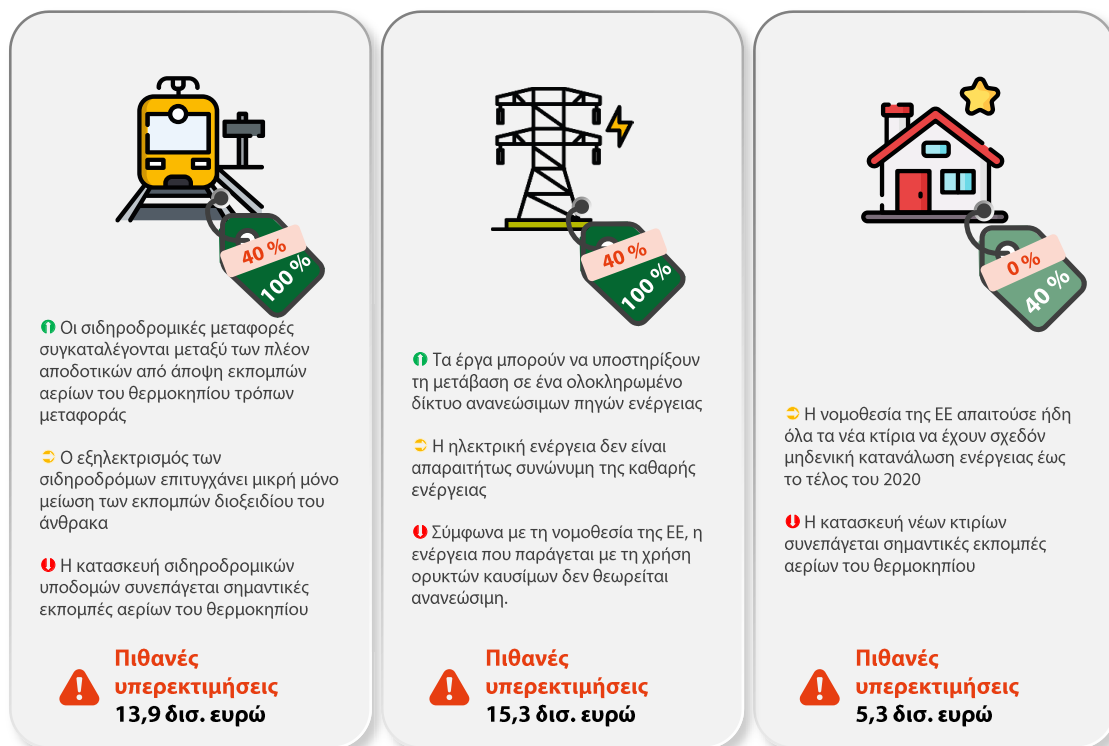 40 %
100 %
Οι σιδηροδρομικές μεταφορές
συγκαταλέγονται μεταξύ των πλέον
αποδοτικών από άποψη εκπομπών
αερίων του θερμοκηπίου τρόπων
μεταφοράς
Ο εξηλεκτρισμός των
σιδηροδρόμων επιτυγχάνει μικρή μόνο
μείωση των εκπομπών διοξειδίου του
άνθρακα
Η κατασκευή σιδηροδρομικών
υποδομών συνεπάγεται σημαντικές
εκπομπές αερίων του θερμοκηπίου
Πιθανές
υπερεκτιμήσεις
13,9 δισ. ευρώ
40 %
100 %
Τα έργα μπορούν να υποστηρίξουν
τη μετάβαση σε ένα ολοκληρωμένο
δίκτυο ανανεώσιμων πηγών ενέργειας
Η ηλεκτρική ενέργεια δεν είναι
απαραιτήτως συνώνυμη της καθαρής
ενέργειας
Σύμφωνα με τη νομοθεσία της ΕΕ, η
ενέργεια που παράγεται με τη χρήση
ορυκτών καυσίμων δεν θεωρείται
ανανεώσιμη.
Πιθανές
υπερεκτιμήσεις
15,3 δισ. ευρώ
0 %
40 %
Η νομοθεσία της ΕΕ απαιτούσε ήδη
όλα τα νέα κτίρια να έχουν σχεδόν
μηδενική κατανάλωση ενέργειας έως
το τέλος του 2020
Η κατασκευή νέων κτιρίων
συνεπάγεται σημαντικές εκπομπές
αερίων του θερμοκηπίου
Πιθανές
υπερεκτιμήσεις
5,3 δισ. ευρώ